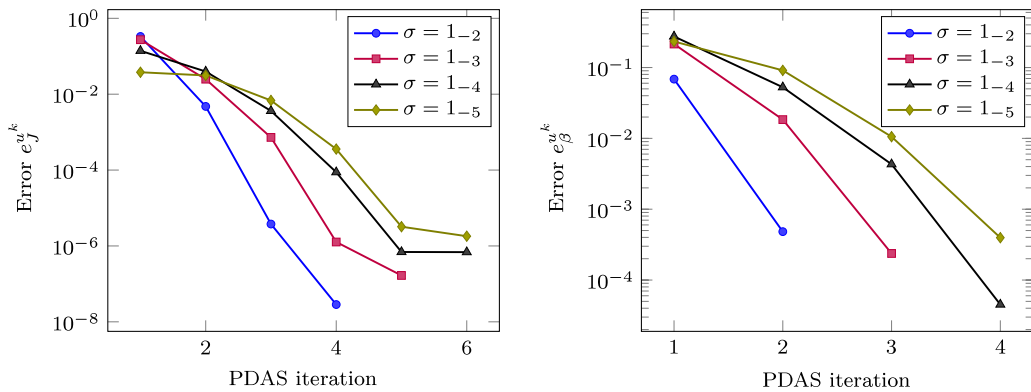 10^0
10^{-2}
10^{-4}
10^{-6}
10^{-8}
Error e_J^{u^k}
2
4
6
PDAS iteration
σ = 1_{-2}
σ = 1_{-3}
σ = 1_{-4}
σ = 1_{-5}
10^{-1}
10^{-2}
10^{-3}
10^{-4}
Error e_β^{u^k}
1
2
3
4
PDAS iteration
σ = 1_{-2}
σ = 1_{-3}
σ = 1_{-4}
σ = 1_{-5}